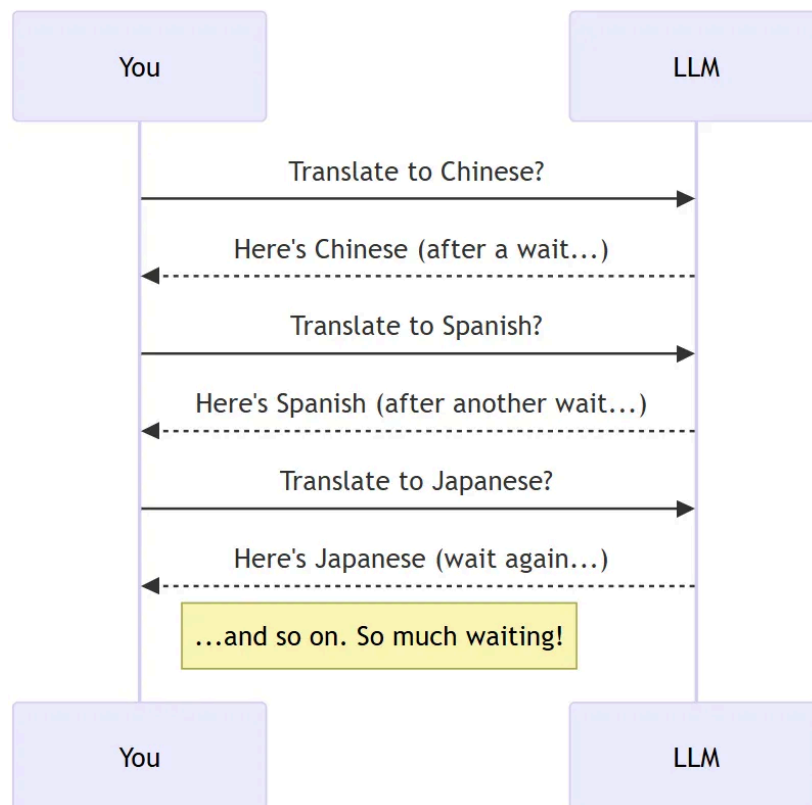 You
LLM
Translate to Chinese?
Here's Chinese (after a wait...)
Translate to Spanish?
Here's Spanish (after another wait...)
Translate to Japanese?
Here's Japanese (wait again...)
...and so on. So much waiting!
You
LLM